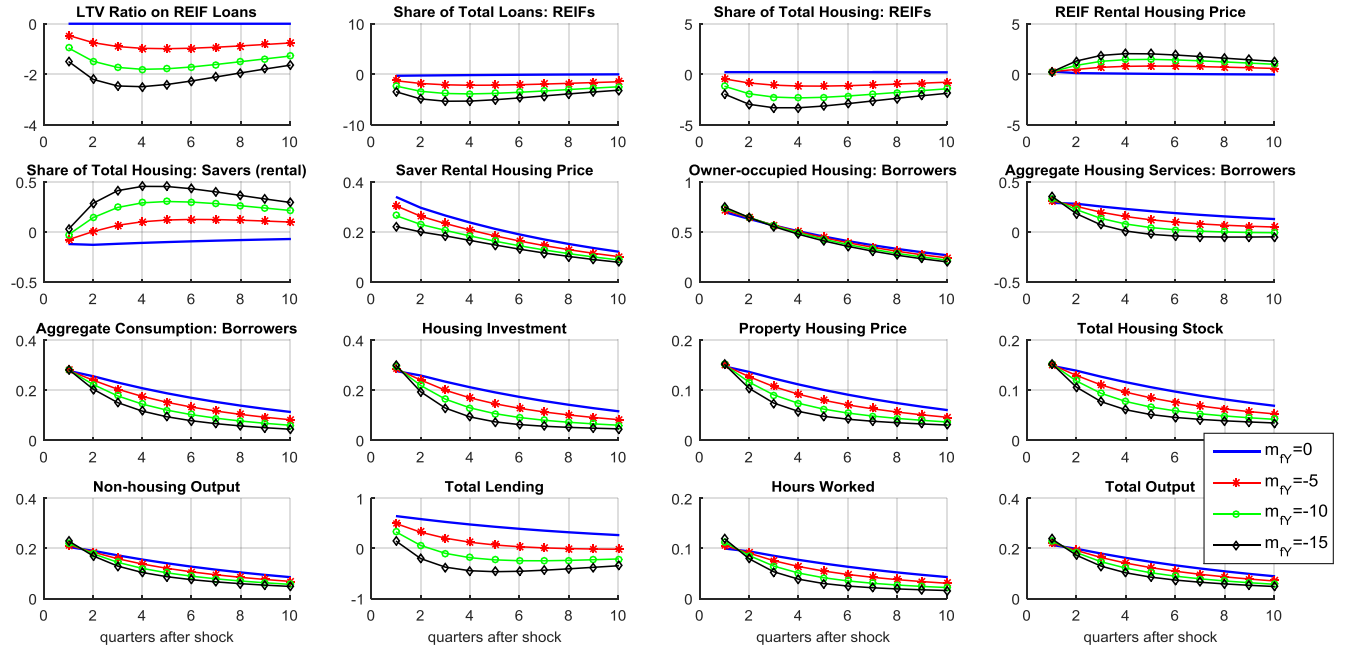 LTV Ratio on REIF Loans
0
-2
-4
0 2 4 6 8 10
Share of Total Loans: REIFs
10
0
-10
0 2 4 6 8 10
Share of Total Housing: REIFs
5
0
-5
0 2 4 6 8 10
REIF Rental Housing Price
5
0
-5
0 2 4 6 8 10
Share of Total Housing: Savers (rental)
0.5
0
-0.5
0 2 4 6 8 10
Saver Rental Housing Price
0.4
0.2
0
0 2 4 6 8 10
Owner-occupied Housing: Borrowers
1
0.5
0
0 2 4 6 8 10
Aggregate Housing Services: Borrowers
0.5
0
-0.5
0 2 4 6 8 10
Aggregate Consumption: Borrowers
0.4
0.2
0
0 2 4 6 8 10
Housing Investment
0.4
0.2
0
0 2 4 6 8 10
Property Housing Price
0.2
0.1
0
0 2 4 6 8 10
Total Housing Stock
0.2
0.1
0
0 2 4 6 8
Non-housing Output
0.4
0.2
0
0 2 4 6 8 10
quarters after shock
Total Lending
1
0
-1
0 2 4 6 8 10
quarters after shock
Hours Worked
0.2
0.1
0
0 2 4 6 8 10
quarters after shock
Total Output
0.4
0.2
0
0 2 4 6 8 10
quarters after shock
m_fY=0
m_fY=-5
m_fY=-10
m_fY=-15